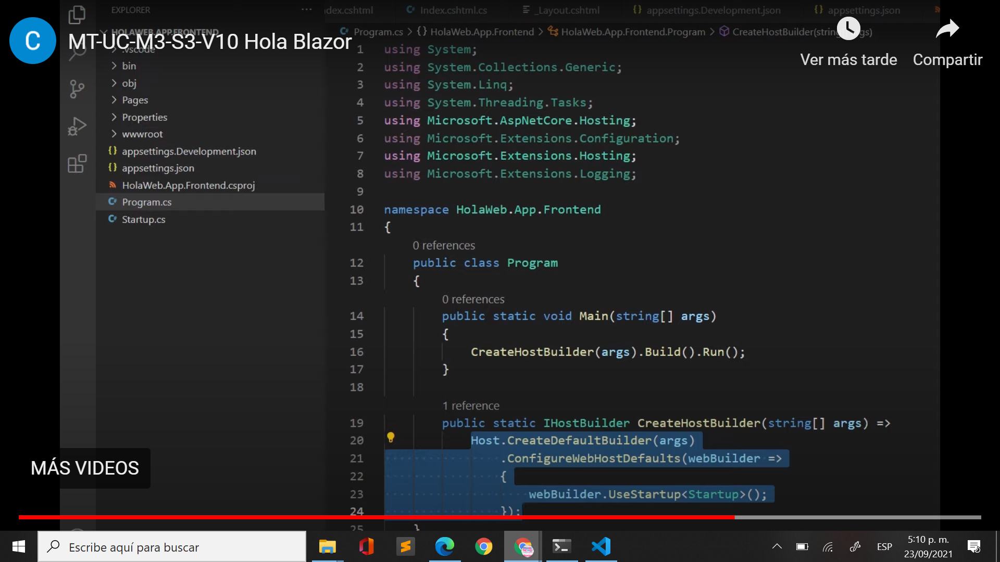 EXPLORER
...
Index.cshtml.cs
_Layout.cshtml
{} appsettings.Development.json
{} appsettings.json
HOLAWEB.APP.FRONTEND
Program.cs > {} HolaWeb.App.Frontend > HolaWeb.App.Frontend.Program >
C
MT-UC-M3-S3-V10 Hola Blazor
Ver más tarde
Compartir
> .vscode
> bin
> obj
> Pages
> Properties
> wwwroot
{} appsettings.Development.json
{} appsettings.json
HolaWeb.App.Frontend.csproj
C# Program.cs
C# Startup.cs
1 using System;
2 using System.Collections.Generic;
3 using System.Linq;
4 using System.Threading.Tasks;
5 using Microsoft.AspNetCore.Hosting;
6 using Microsoft.Extensions.Configuration;
7 using Microsoft.Extensions.Hosting;
8 using Microsoft.Extensions.Logging;
9
10 namespace HolaWeb.App.Frontend
11 {
0 references
12 public class Program
13 {
0 references
14 public static void Main(string[] args)
15 {
16 CreateHostBuilder(args).Build().Run();
17 }
18
1 reference
19 public static IHostBuilder CreateHostBuilder(string[] args) =>
20 Host.CreateDefaultBuilder(args)
21 .ConfigureWebHostDefaults(webBuilder =>
22 {
23 webBuilder.UseStartup<Startup>();
24 });
25 }
MÁS VIDEOS
Escribe aquí para buscar
ESP
5:10 p. m.
23/09/2021